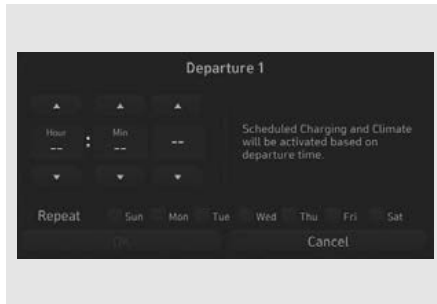 Departure 1
Hour : Min
-- -- --
Scheduled Charging and Climate
will be activated based on
departure time.
Repeat Sun Mon Tue Wed Thu Fri Sat
OK Cancel